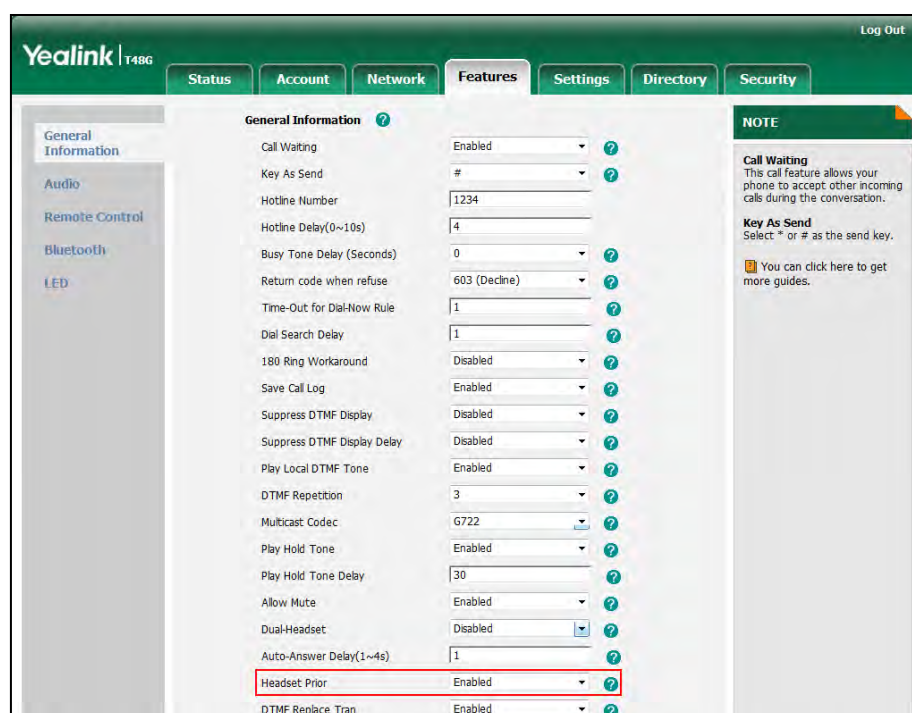 Log Out
Yealink | T48G
Status Account Network Features Settings Directory Security
General Information
Audio
Remote Control
Bluetooth
LED
General Information ?
Call Waiting Enabled ?
Key As Send # ?
Hotline Number 1234
Hotline Delay(0~10s) 4
Busy Tone Delay (Seconds) 0 ?
Return code when refuse 603 (Decline) ?
Time-Out for Dial-Now Rule 1 ?
Dial Search Delay 1 ?
180 Ring Workaround Disabled ?
Save Call Log Enabled ?
Suppress DTMF Display Disabled ?
Suppress DTMF Display Delay Disabled ?
Play Local DTMF Tone Enabled ?
DTMF Repetition 3 ?
Multicast Codec G722 ?
Play Hold Tone Enabled ?
Play Hold Tone Delay 30 ?
Allow Mute Enabled ?
Dual-Headset Disabled ?
Auto-Answer Delay(1~4s) 1 ?
Headset Prior Enabled ?
DTMF Replace Tran Enabled ?
NOTE
Call Waiting
This call feature allows your
phone to accept other incoming
calls during the conversation.
Key As Send
Select * or # as the send key.
? You can click here to get
more guides.